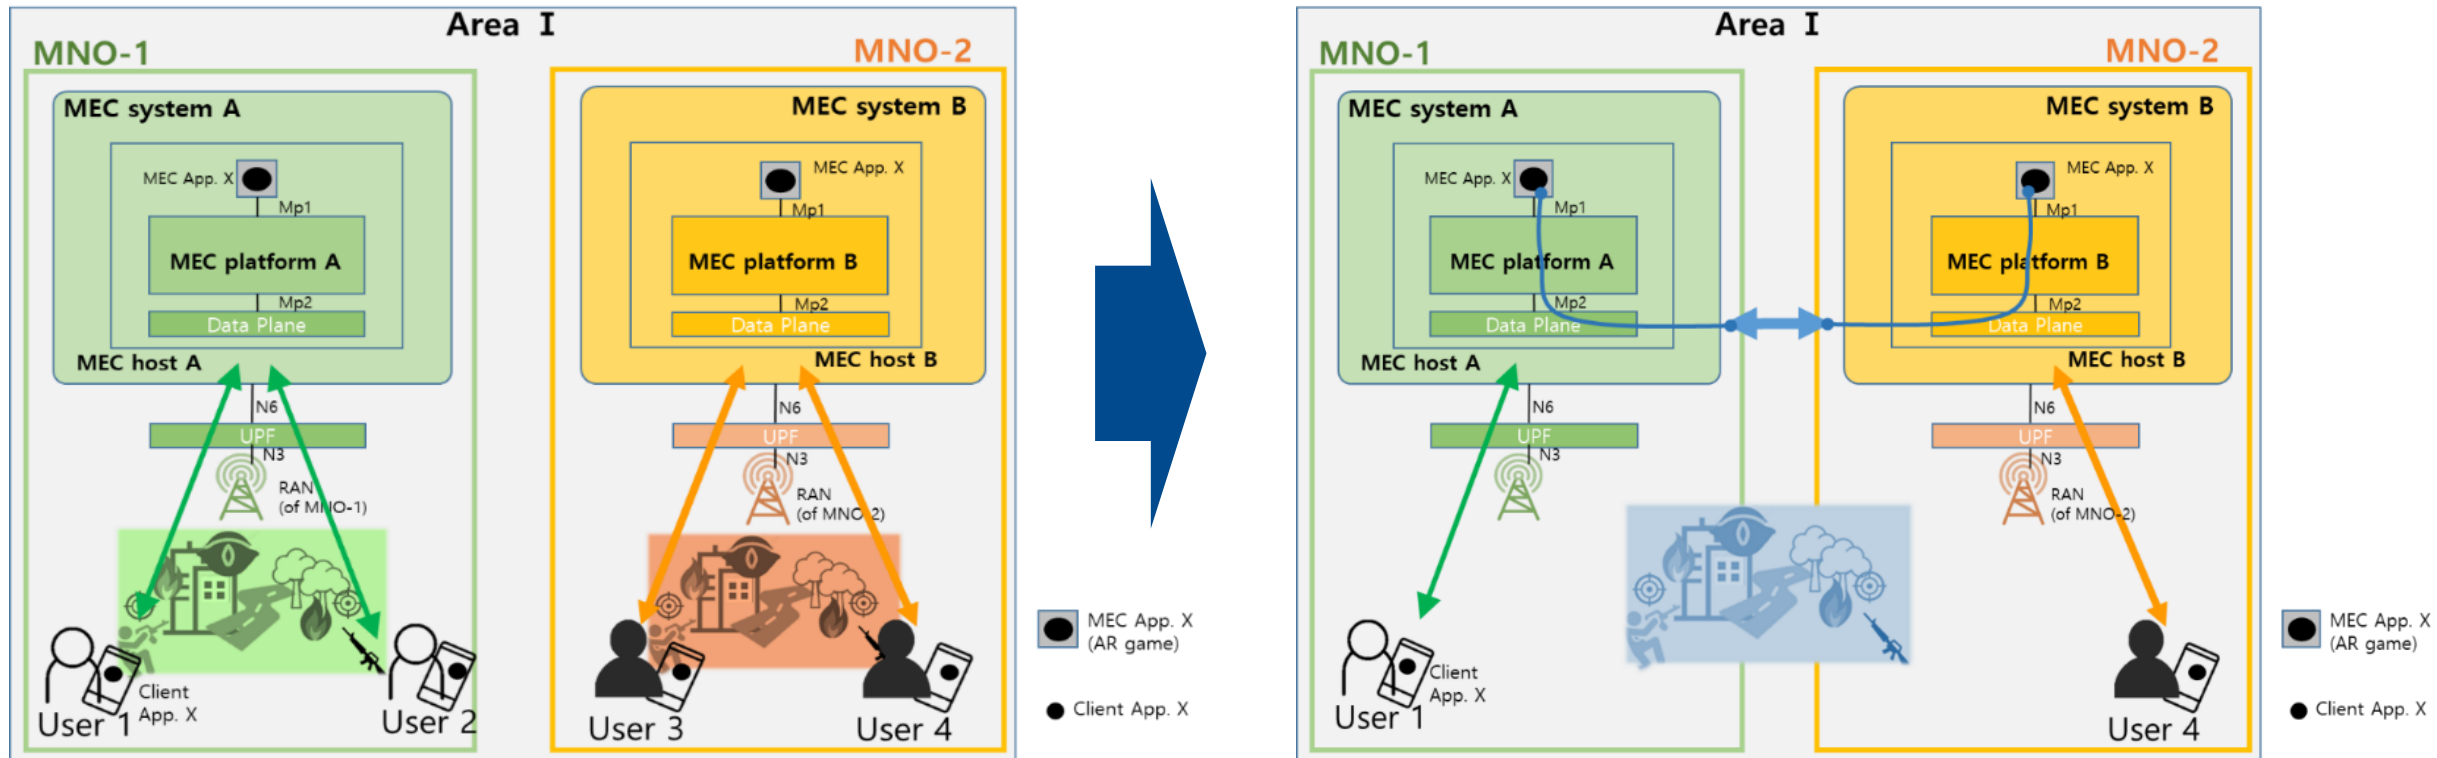 Area I
MNO-1
MNO-2
MEC system A
MEC App. X
Mp1
MEC platform A
Mp2
Data Plane
MEC host A
N6
UPF
N3
RAN
(of MNO-1)
Client
App. X
User 1
User 2
MEC system B
MEC App. X
Mp1
MEC platform B
Mp2
Data Plane
MEC host B
N6
UPF
N3
RAN
(of MNO-2)
User 3
User 4
MEC App. X
(AR game)
Client App. X
Area I
MNO-1
MNO-2
MEC system A
MEC App. X
Mp1
MEC platform A
Mp2
Data Plane
MEC host A
N6
UPF
N3
Client
App. X
User 1
MEC system B
MEC App. X
Mp1
MEC platform B
Mp2
Data Plane
MEC host B
N6
UPF
N3
RAN
(of MNO-2)
User 4
MEC App. X
(AR game)
Client App. X